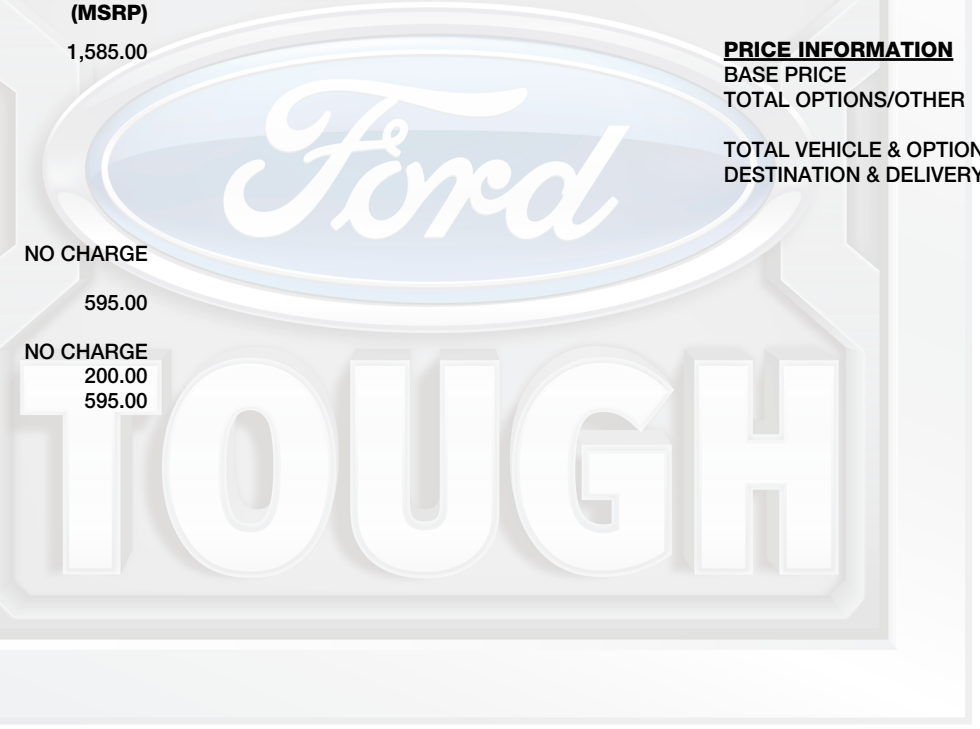 (MSRP)
1,585.00
NO CHARGE
595.00
NO CHARGE
200.00
595.00
PRICE INFORMATION
BASE PRICE
TOTAL OPTIONS/OTHER
TOTAL VEHICLE & OPTION
DESTINATION & DELIVERY
Ford
TOUGH